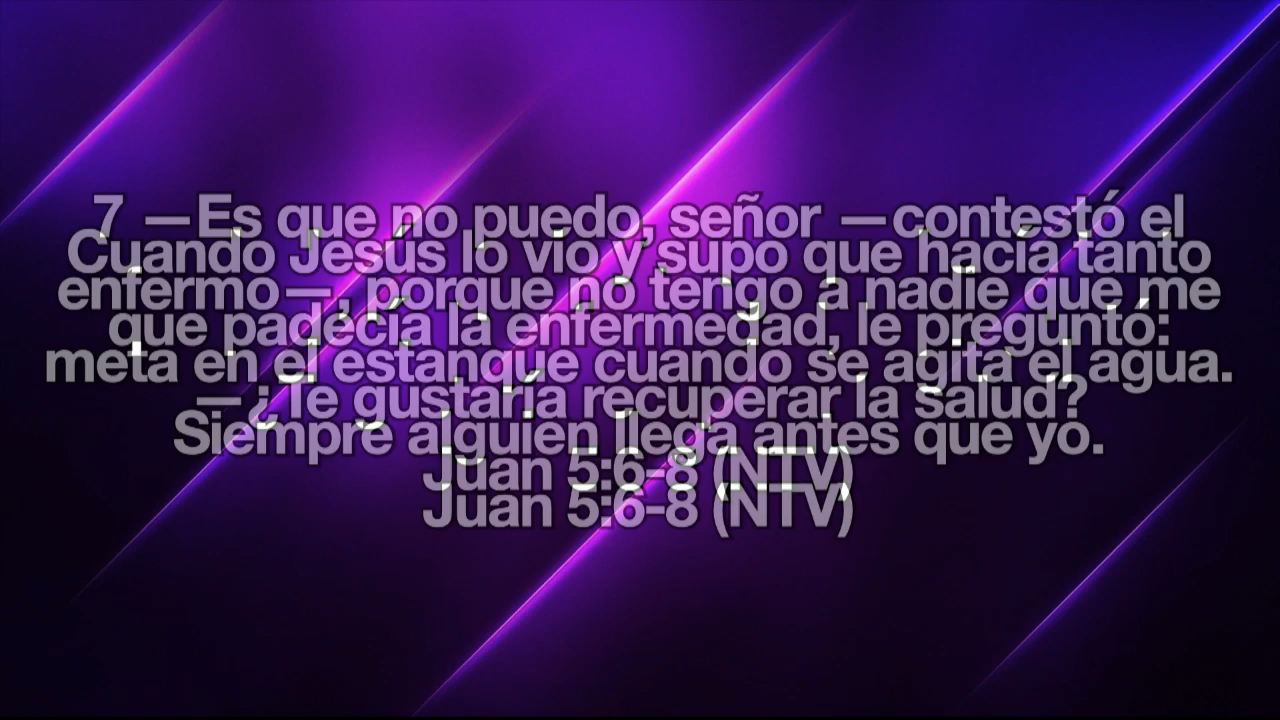 7 —Es que no puedo, señor —contestó el
Cuando Jesús lo vio y supo que hacía tanto
enfermo—, porque no tengo a nadie que me
que padecía la enfermedad, le preguntó:
meta en el estanque cuando se agita el agua.
—¿Te gustaría recuperar la salud?
Siempre alguien llega antes que yo.
Juan 5:6-8 (NTV)
Juan 5:6-8 (NTV)